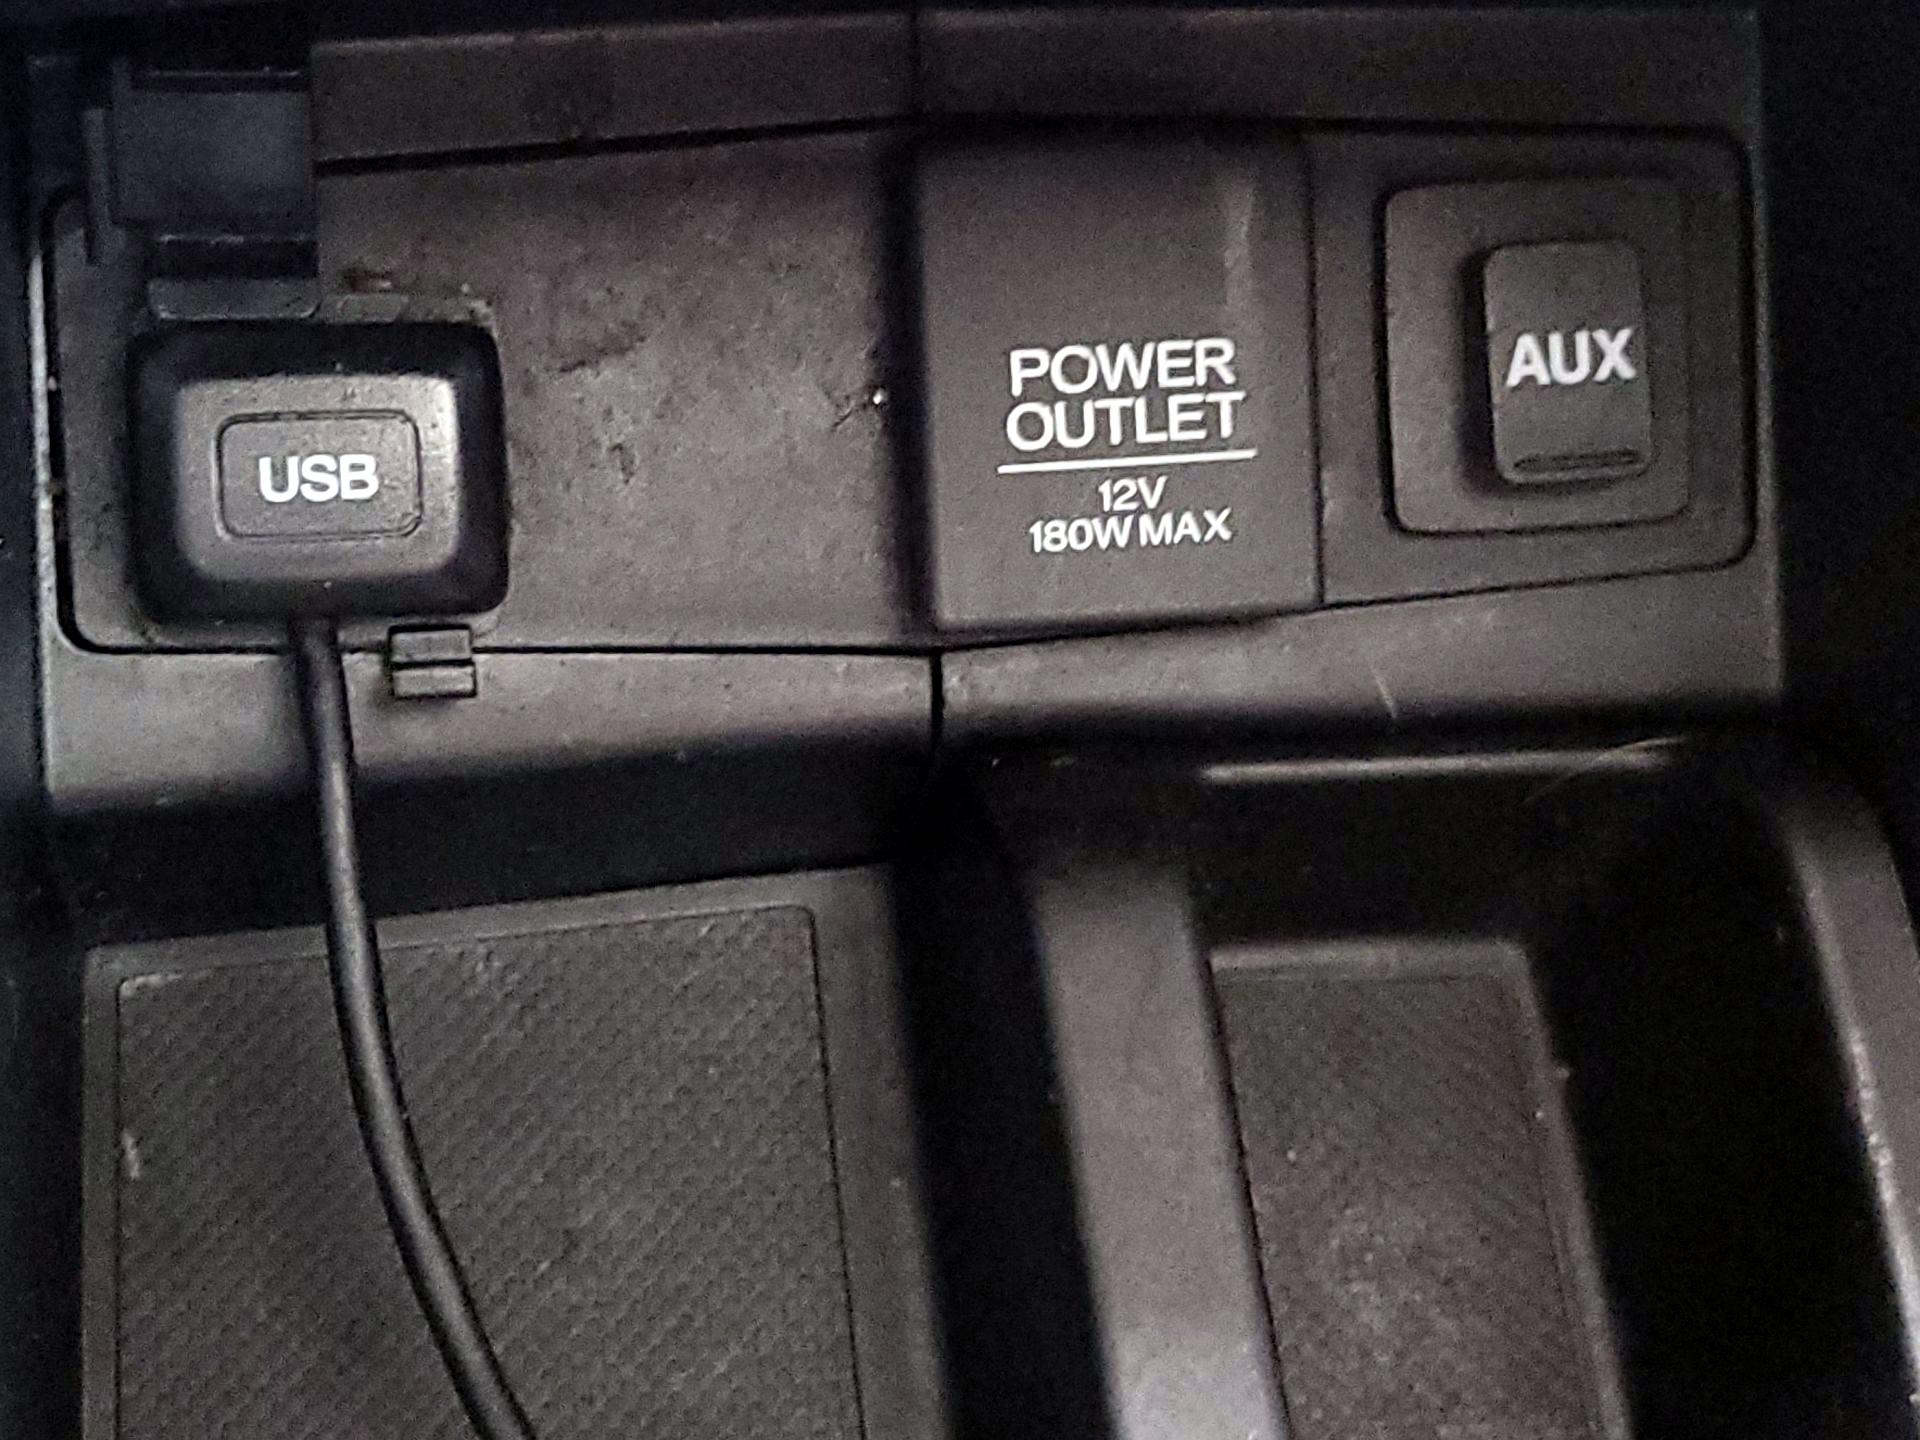 USB
POWER
OUTLET
12V
180W MAX
AUX